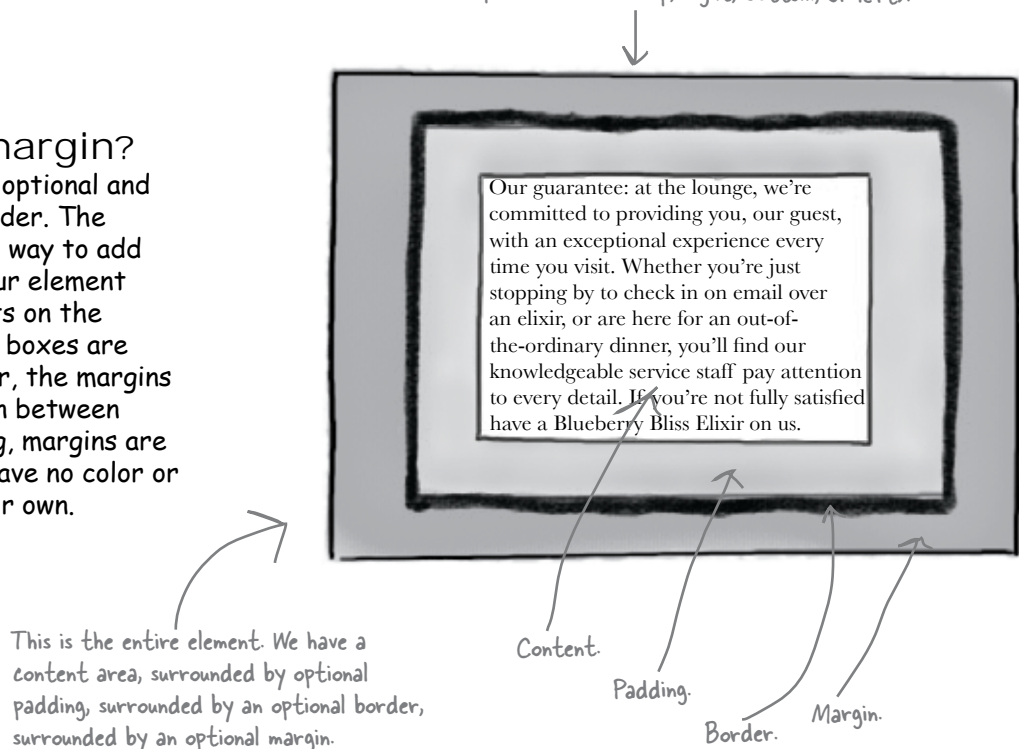 optional and
der. The
way to add
ur element
ts on the
boxes are
r, the margins
n between
g, margins are
ave no color or
r own.
Our guarantee: at the lounge, we’re
committed to providing you, our guest,
with an exceptional experience every
time you visit. Whether you’re just
stopping by to check in on email over
an elixir, or are here for an out-of-
the-ordinary dinner, you’ll find our
knowledgeable service staff pay attention
to every detail. If you’re not fully satisfied
have a Blueberry Bliss Elixir on us.
This is the entire element. We have a
content area, surrounded by optional
padding, surrounded by an optional border,
surrounded by an optional margin.
Content.
Padding.
Border.
Margin.